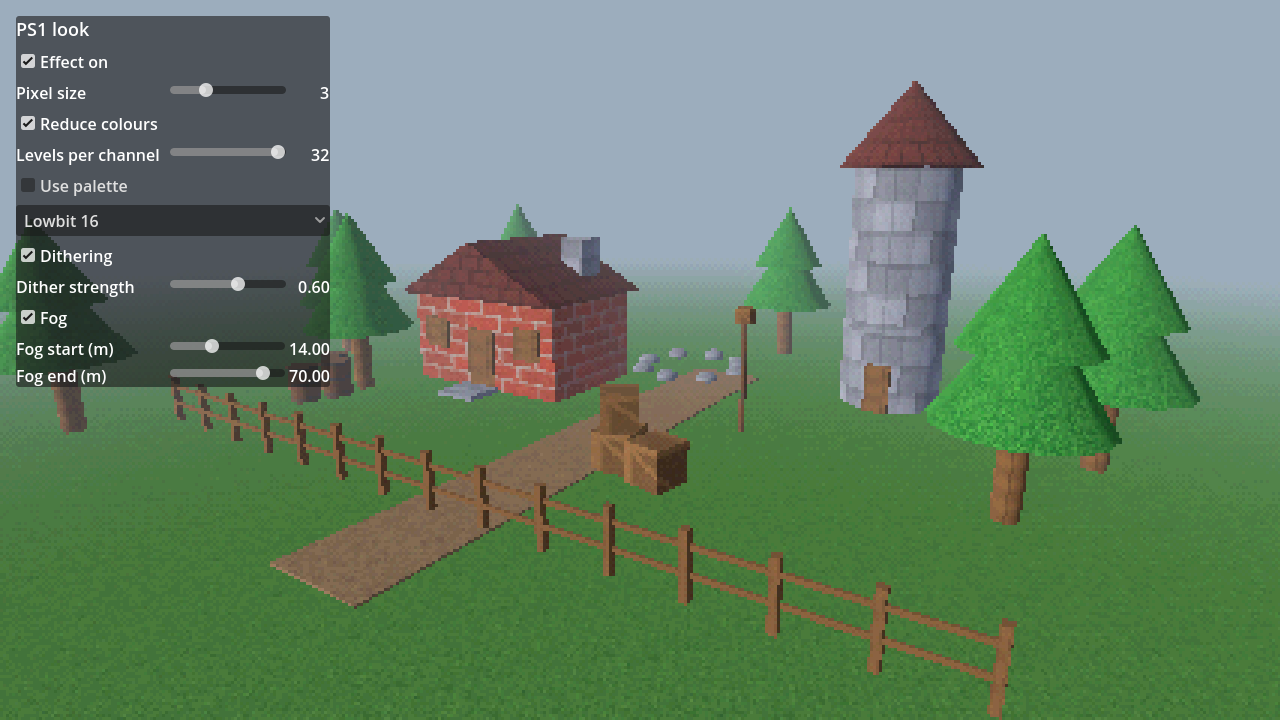 PS1 look
Effect on
Pixel size 3
Reduce colours
Levels per channel 32
Use palette
Lowbit 16
Dithering
Dither strength 0.60
Fog
Fog start (m) 14.00
Fog end (m) 70.00